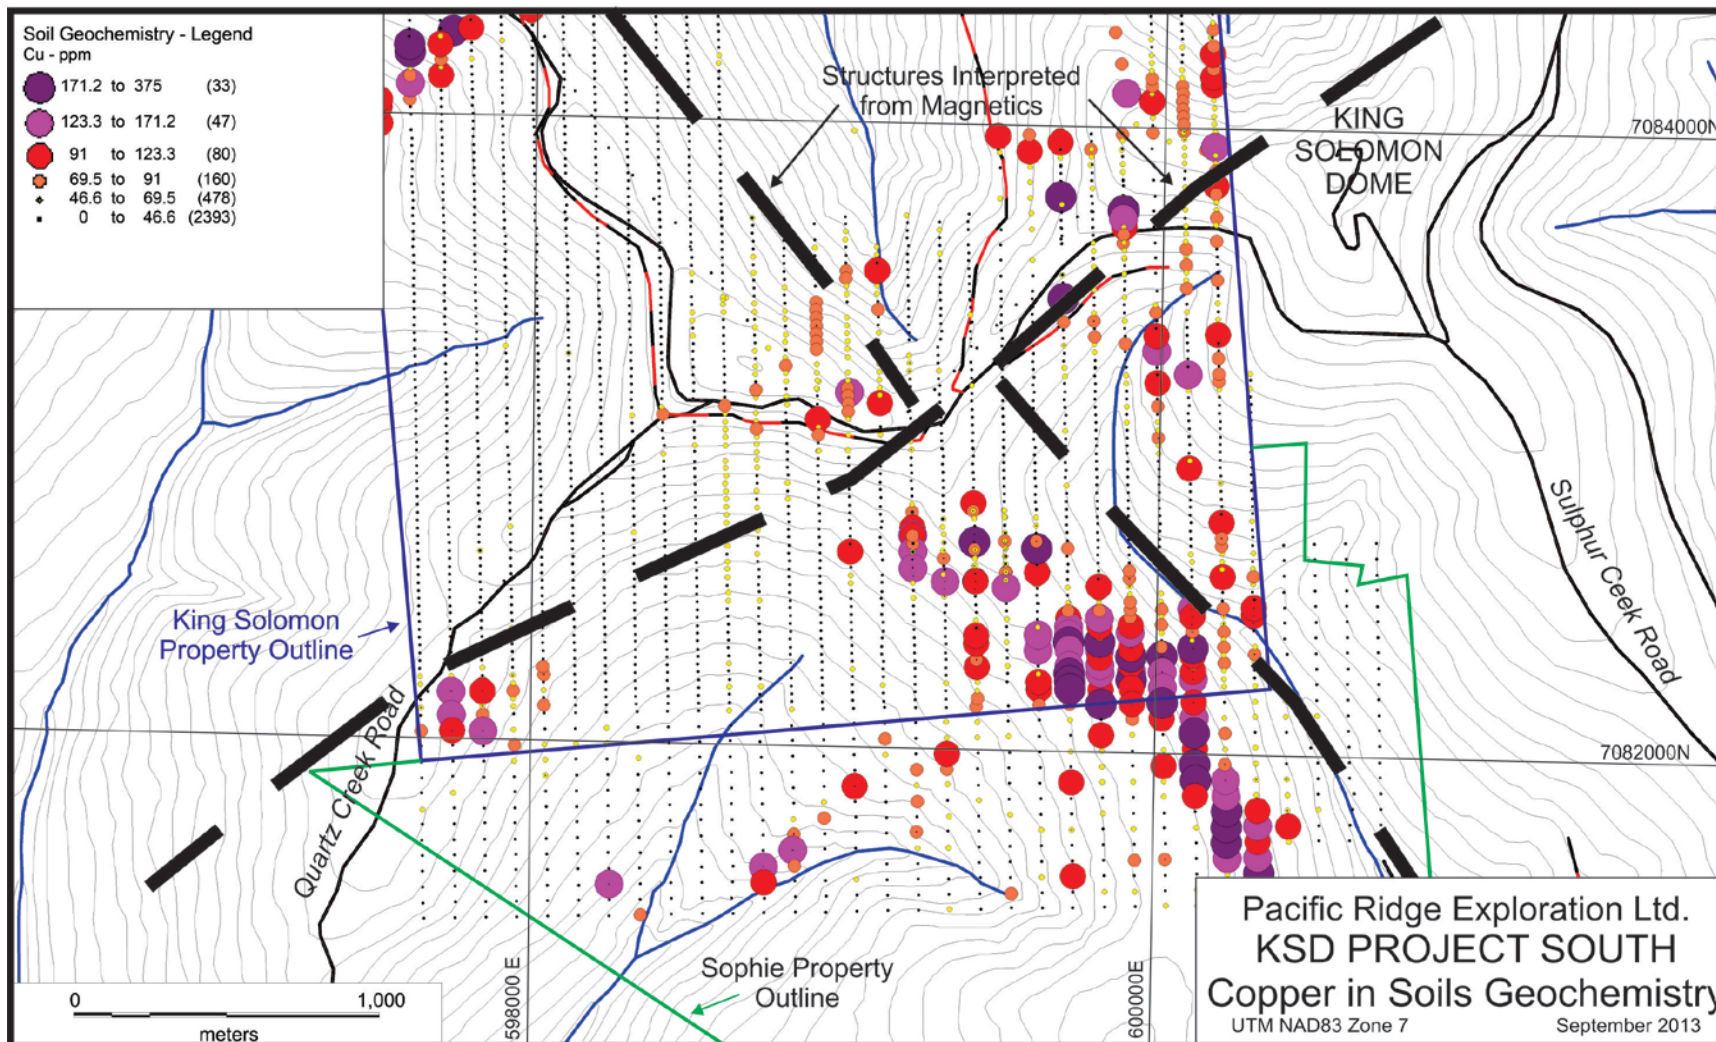 Soil Geochemistry - Legend
Cu - ppm
171.2 to 375 (33)
123.3 to 171.2 (47)
91 to 123.3 (80)
69.5 to 91 (160)
46.6 to 69.5 (478)
0 to 46.6 (2393)
Structures Interpreted
from Magnetics
KING
SOLOMON
DOME
7084000N
King Solomon
Property Outline
Sulphur Ceek Road
Quartz Creek Road
7082000N
Sophie Property
Outline
598000 E
600000E
0 1,000
meters
Pacific Ridge Exploration Ltd.
KSD PROJECT SOUTH
Copper in Soils Geochemistry
UTM NAD83 Zone 7 September 2013